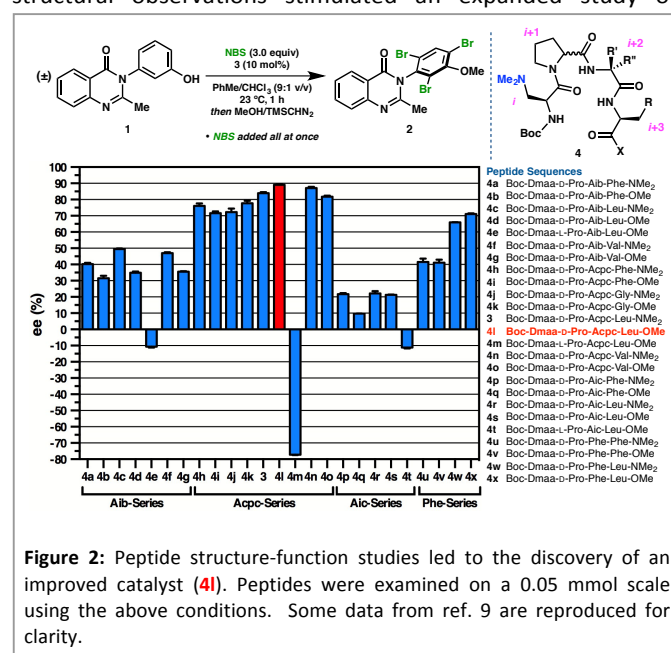 structural observations stimulated an expanded study of
NBS (3.0 equiv)
3 (10 mol%)
PhMe/CHCl3 (9:1 v/v)
23 °C, 1 h
then MeOH/TMSCHN2
• NBS added all at once
(±)
O
N
N
Me
OH
1
O
N
N
Me
Br
Br
Br
OMe
2
i+1
i+2
i
i+3
Me2N
N
O
O
R'
R"
HN
HN
O
R
Boc
NH
O
X
4
ee (%)
100
90
80
70
60
50
40
30
20
10
0
-10
-20
-30
-40
-50
-60
-70
-80
4a 4b 4c 4d 4e 4f 4g 4h 4i 4j 4k 3 4l 4m 4n 4o 4p 4q 4r 4s 4t 4u 4v 4w 4x
Aib-Series Acpc-Series Aic-Series Phe-Series
Peptide Sequences
4a Boc-Dmaa-D-Pro-Aib-Phe-NMe2
4b Boc-Dmaa-D-Pro-Aib-Phe-OMe
4c Boc-Dmaa-D-Pro-Aib-Leu-NMe2
4d Boc-Dmaa-D-Pro-Aib-Leu-OMe
4e Boc-Dmaa-L-Pro-Aib-Leu-OMe
4f Boc-Dmaa-D-Pro-Aib-Val-NMe2
4g Boc-Dmaa-D-Pro-Aib-Val-OMe
4h Boc-Dmaa-D-Pro-Acpc-Phe-NMe2
4i Boc-Dmaa-D-Pro-Acpc-Phe-OMe
4j Boc-Dmaa-D-Pro-Acpc-Gly-NMe2
4k Boc-Dmaa-D-Pro-Acpc-Gly-OMe
3 Boc-Dmaa-D-Pro-Acpc-Leu-NMe2
4l Boc-Dmaa-D-Pro-Acpc-Leu-OMe
4m Boc-Dmaa-L-Pro-Acpc-Leu-OMe
4n Boc-Dmaa-D-Pro-Acpc-Val-NMe2
4o Boc-Dmaa-D-Pro-Acpc-Val-OMe
4p Boc-Dmaa-D-Pro-Aic-Phe-NMe2
4q Boc-Dmaa-D-Pro-Aic-Phe-OMe
4r Boc-Dmaa-D-Pro-Aic-Leu-NMe2
4s Boc-Dmaa-D-Pro-Aic-Leu-OMe
4t Boc-Dmaa-L-Pro-Aic-Leu-OMe
4u Boc-Dmaa-D-Pro-Phe-Phe-NMe2
4v Boc-Dmaa-D-Pro-Phe-Phe-OMe
4w Boc-Dmaa-D-Pro-Phe-Leu-NMe2
4x Boc-Dmaa-D-Pro-Phe-Leu-OMe
Figure 2: Peptide structure-function studies led to the discovery of an
improved catalyst (4l). Peptides were examined on a 0.05 mmol scale
using the above conditions. Some data from ref. 9 are reproduced for
clarity.